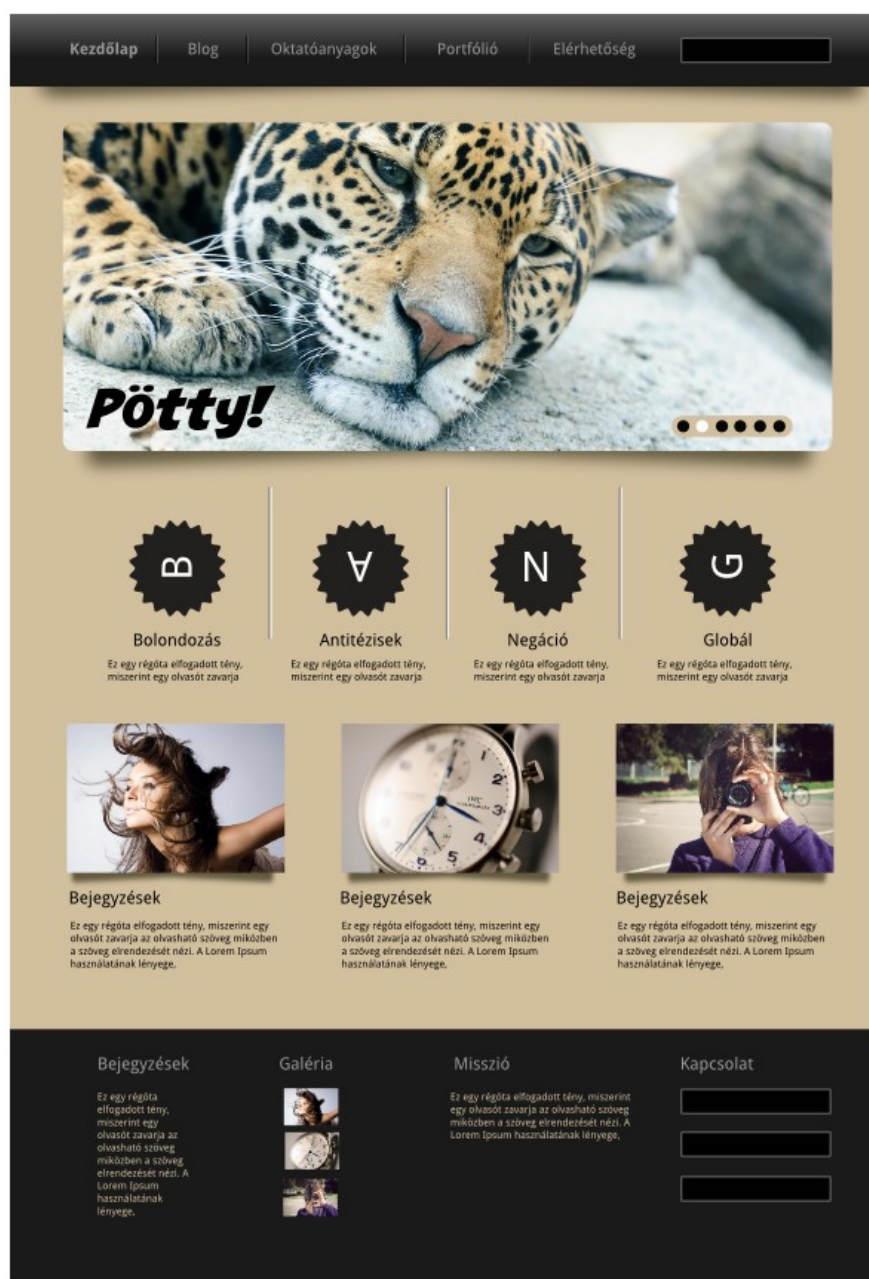 Kezdőlap Blog Oktatóanyagok Portfólió Elérhetőség
Pötty!
B A N G
Bolondozás
Ez egy régóta elfogadott tény,
miszerint egy olvasót zavarja
Antitézisek
Ez egy régóta elfogadott tény,
miszerint egy olvasót zavarja
Negáció
Ez egy régóta elfogadott tény,
miszerint egy olvasót zavarja
Globál
Ez egy régóta elfogadott tény,
miszerint egy olvasót zavarja
1
2
3
4
5
6
IWC
Bejegyzések
Ez egy régóta elfogadott tény, miszerint egy
olvasót zavarja az olvasható szöveg miközben
a szöveg elrendezését nézi. A Lorem Ipsum
használatának lényege,
Bejegyzések
Ez egy régóta elfogadott tény, miszerint egy
olvasót zavarja az olvasható szöveg miközben
a szöveg elrendezését nézi. A Lorem Ipsum
használatának lényege,
Bejegyzések
Ez egy régóta elfogadott tény, miszerint egy
olvasót zavarja az olvasható szöveg miközben
a szöveg elrendezését nézi. A Lorem Ipsum
használatának lényege,
Bejegyzések
Ez egy régóta
elfogadott tény,
miszerint egy
olvasót zavarja az
olvasható szöveg
miközben a szöveg
elrendezését nézi. A
Lorem Ipsum
használatának
lényege,
Galéria
Misszió
Ez egy régóta elfogadott tény, miszerint
egy olvasót zavarja az olvasható szöveg
miközben a szöveg elrendezését nézi. A
Lorem Ipsum használatának lényege,
Kapcsolat